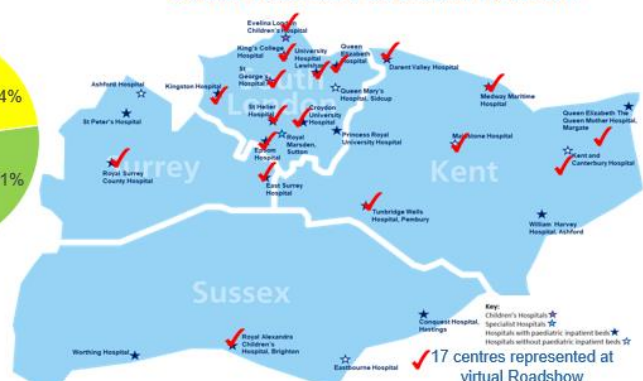 Evelina London
Children's Hospital
King's College
Hospital
University
Hospital
Lewisham
Queen
Elizabeth
Hospital
Darent Valley Hospital
4%
Ashford Hospital
Kingston Hospital
St
George's
Hospital
South
London
Queen Mary's
Hospital, Sidcup
Medway Maritime
Hospital
St Peter's Hospital
St Helier
Hospital
Croydon
University
Hospital
Queen Elizabeth The
Queen Mother Hospital,
Margate
Royal
Marsden,
Sutton
Princess Royal
University Hospital
Maidstone Hospital
Epsom
Hospital
Surrey
Kent
Kent and
Canterbury Hospital
1%
Royal Surrey
County Hospital
East Surrey
Hospital
Tunbridge Wells
Hospital, Pembury
William Harvey
Hospital, Ashford
Sussex
Key:
Children's Hospitals
Specialist Hospitals
Hospitals with paediatric inpatient beds
Hospitals without paediatric inpatient beds
Conquest Hospital,
Hastings
Royal Alexandra
Children's
Hospital, Brighton
Worthing Hospital
Eastbourne Hospital
17 centres represented at
virtual Roadshow